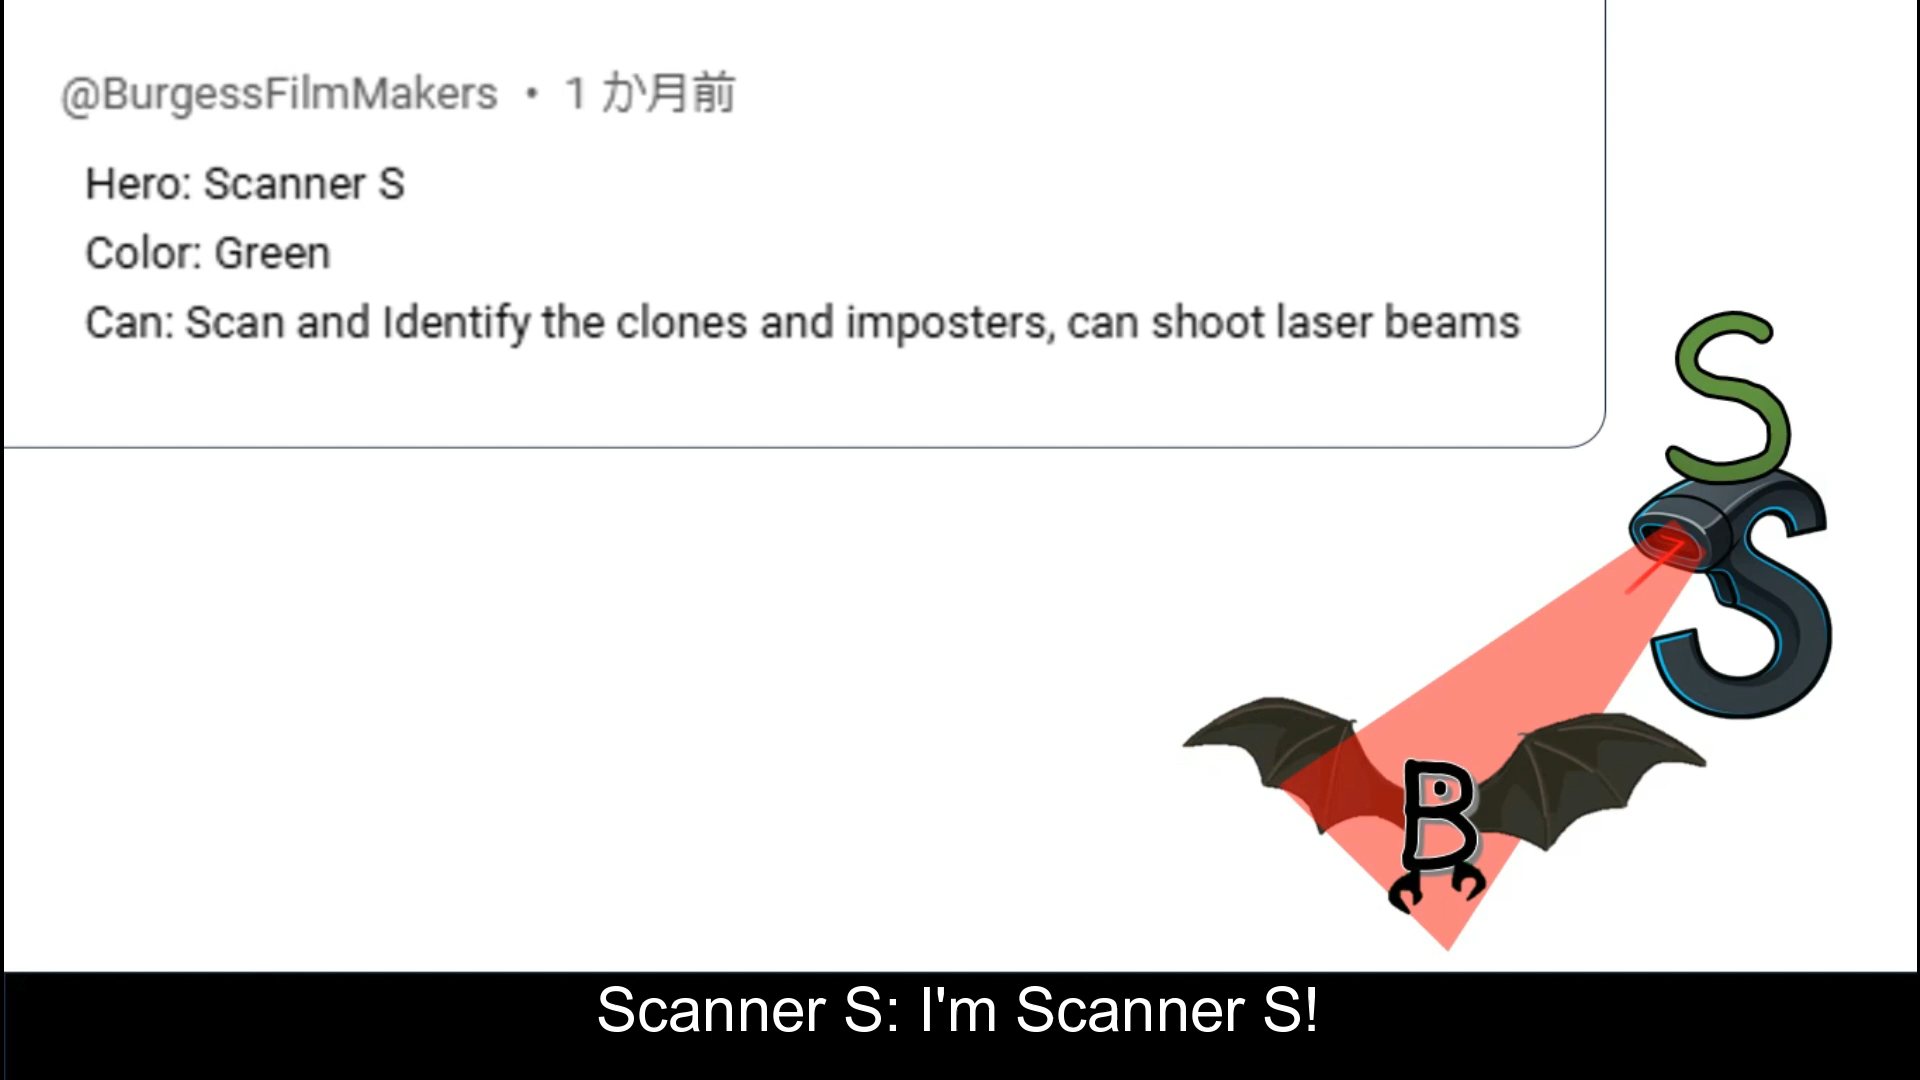 @BurgessFilmMakers • 1 か月前
Hero: Scanner S
Color: Green
Can: Scan and Identify the clones and imposters, can shoot laser beams
S
S
B
Scanner S: I'm Scanner S!